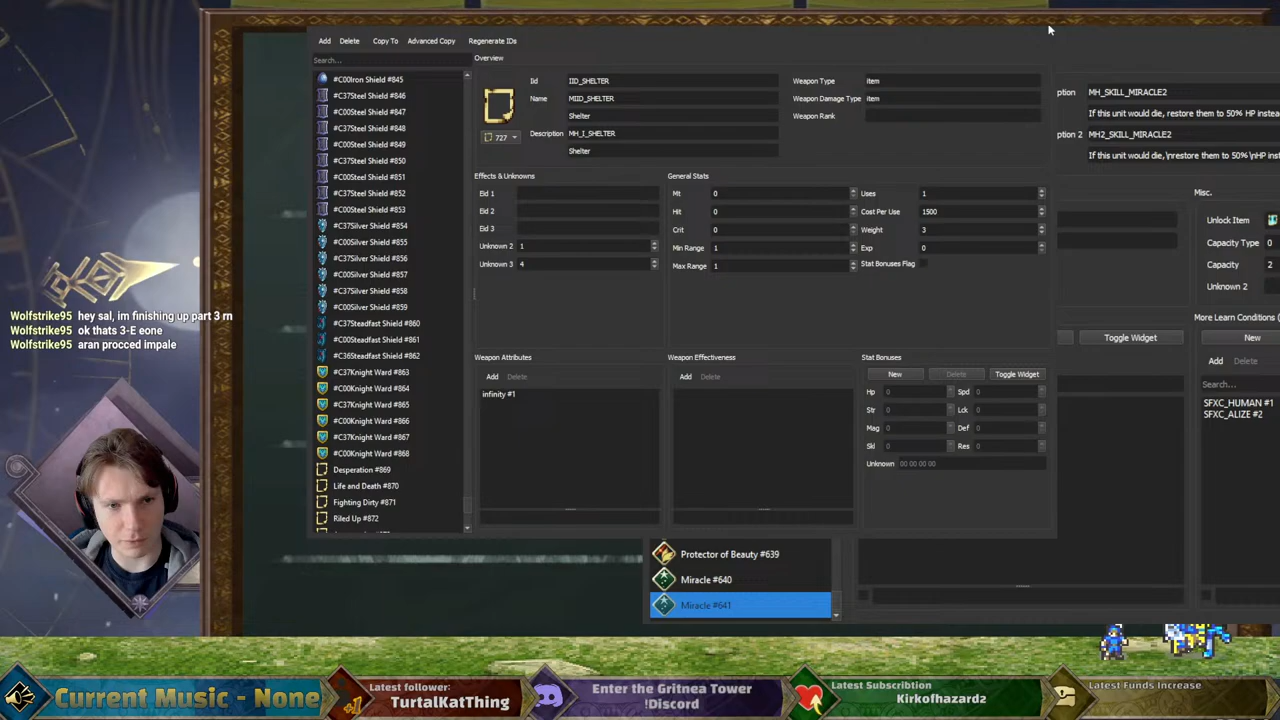 Add Delete Copy To Advanced Copy Regenerate IDs
Search...
#C00Iron Shield #845
#C37Steel Shield #846
#C00Steel Shield #847
#C37Steel Shield #848
#C00Steel Shield #849
#C37Steel Shield #850
#C00Steel Shield #851
#C37Steel Shield #852
#C00Steel Shield #853
#C37Silver Shield #854
#C00Silver Shield #855
#C37Silver Shield #856
#C00Silver Shield #857
#C37Silver Shield #858
#C00Silver Shield #859
#C37Steadfast Shield #860
#C00Steadfast Shield #861
#C36Steadfast Shield #862
#C37Knight Ward #863
#C00Knight Ward #864
#C37Knight Ward #865
#C00Knight Ward #866
#C37Knight Ward #867
#C00Knight Ward #868
Desperation #869
Life and Death #870
Fighting Dirty #871
Riled Up #872
Overview
727
Id IID_SHELTER
Name MIID_SHELTER
Shelter
Description MH_I_SHELTER
Shelter
Weapon Type item
Weapon Damage Type item
Weapon Rank
Effects & Unknowns
Eid 1
Eid 2
Eid 3
Unknown 2 1
Unknown 3 4
General Stats
Mt 0
Hit 0
Crit 0
Min Range 1
Max Range 1
Uses 1
Cost Per Use 1500
Weight 3
Exp 0
Stat Bonuses Flag
Weapon Attributes
Add Delete
infinity #1
Weapon Effectiveness
Add Delete
Stat Bonuses
New Delete Toggle Widget
Hp 0 Spd 0
Str 0 Lck 0
Mag 0 Def 0
Skl 0 Res 0
Unknown 00 00 00 00
ption MH_SKILL_MIRACLE2
If this unit would die, restore them to 50% HP instea
ption 2 MH2_SKILL_MIRACLE2
If this unit would die,\nrestore them to 50% \nHP instea
Misc.
Unlock Item
Capacity Type 0
Capacity 2
Unknown 2
More Learn Conditions (
Toggle Widget
New
Add Delete
Search...
SFXC_HUMAN #1
SFXC_ALIZE #2
Protector of Beauty #639
Miracle #640
Miracle #641
Wolfstrike95 hey sal, im finishing up part 3 rn
Wolfstrike95 ok thats 3-E eone
Wolfstrike95 aran procced impale
Current Music - None
Latest follower:
TurtalKatThing
Enter the Gritnea Tower
!Discord
Latest Subscribtion
Kirkofhazard2
Latest Funds Increase